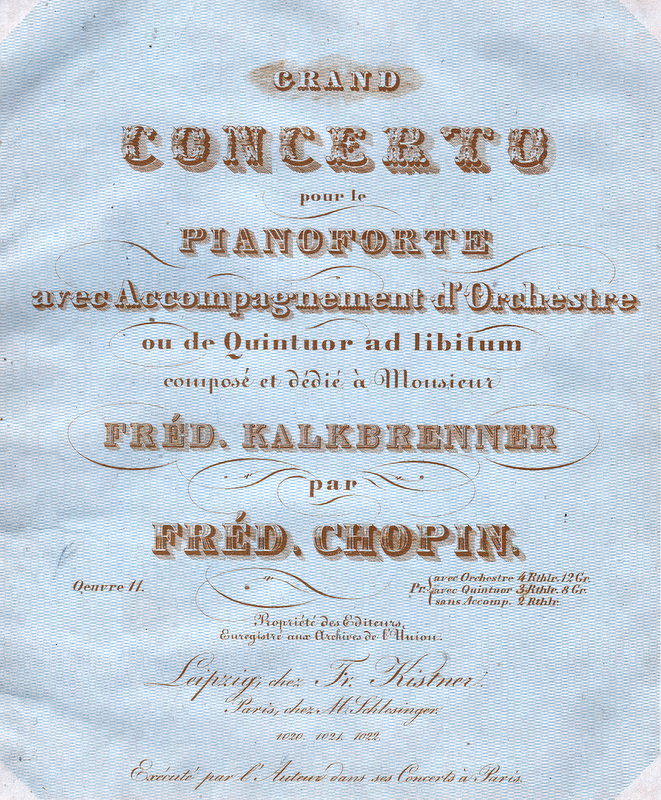 GRAND
CONCERTO
pour le
PIANOFORTE
avec Accompagnement d'Orchestre
ou de Quintuor ad libitum
composé et dédié à Monsieur
FRÉD. KALKBRENNER
par
FRÉD. CHOPIN.
Oeuvre 11.
Pr. avec Orchestre 4 Rthlr. 12 Gr.
avec Quintuor 3 Rthlr. 8 Gr.
sans Accomp. 2 Rthlr.
Propriété des Editeurs,
Enregistré aux Archives de l'Union.
Leipzig, chez Fr. Kistner.
Paris, chez M. Schlesinger.
1020. 1021. 1022.
Exécuté par l'Auteur dans ses Concerts à Paris.